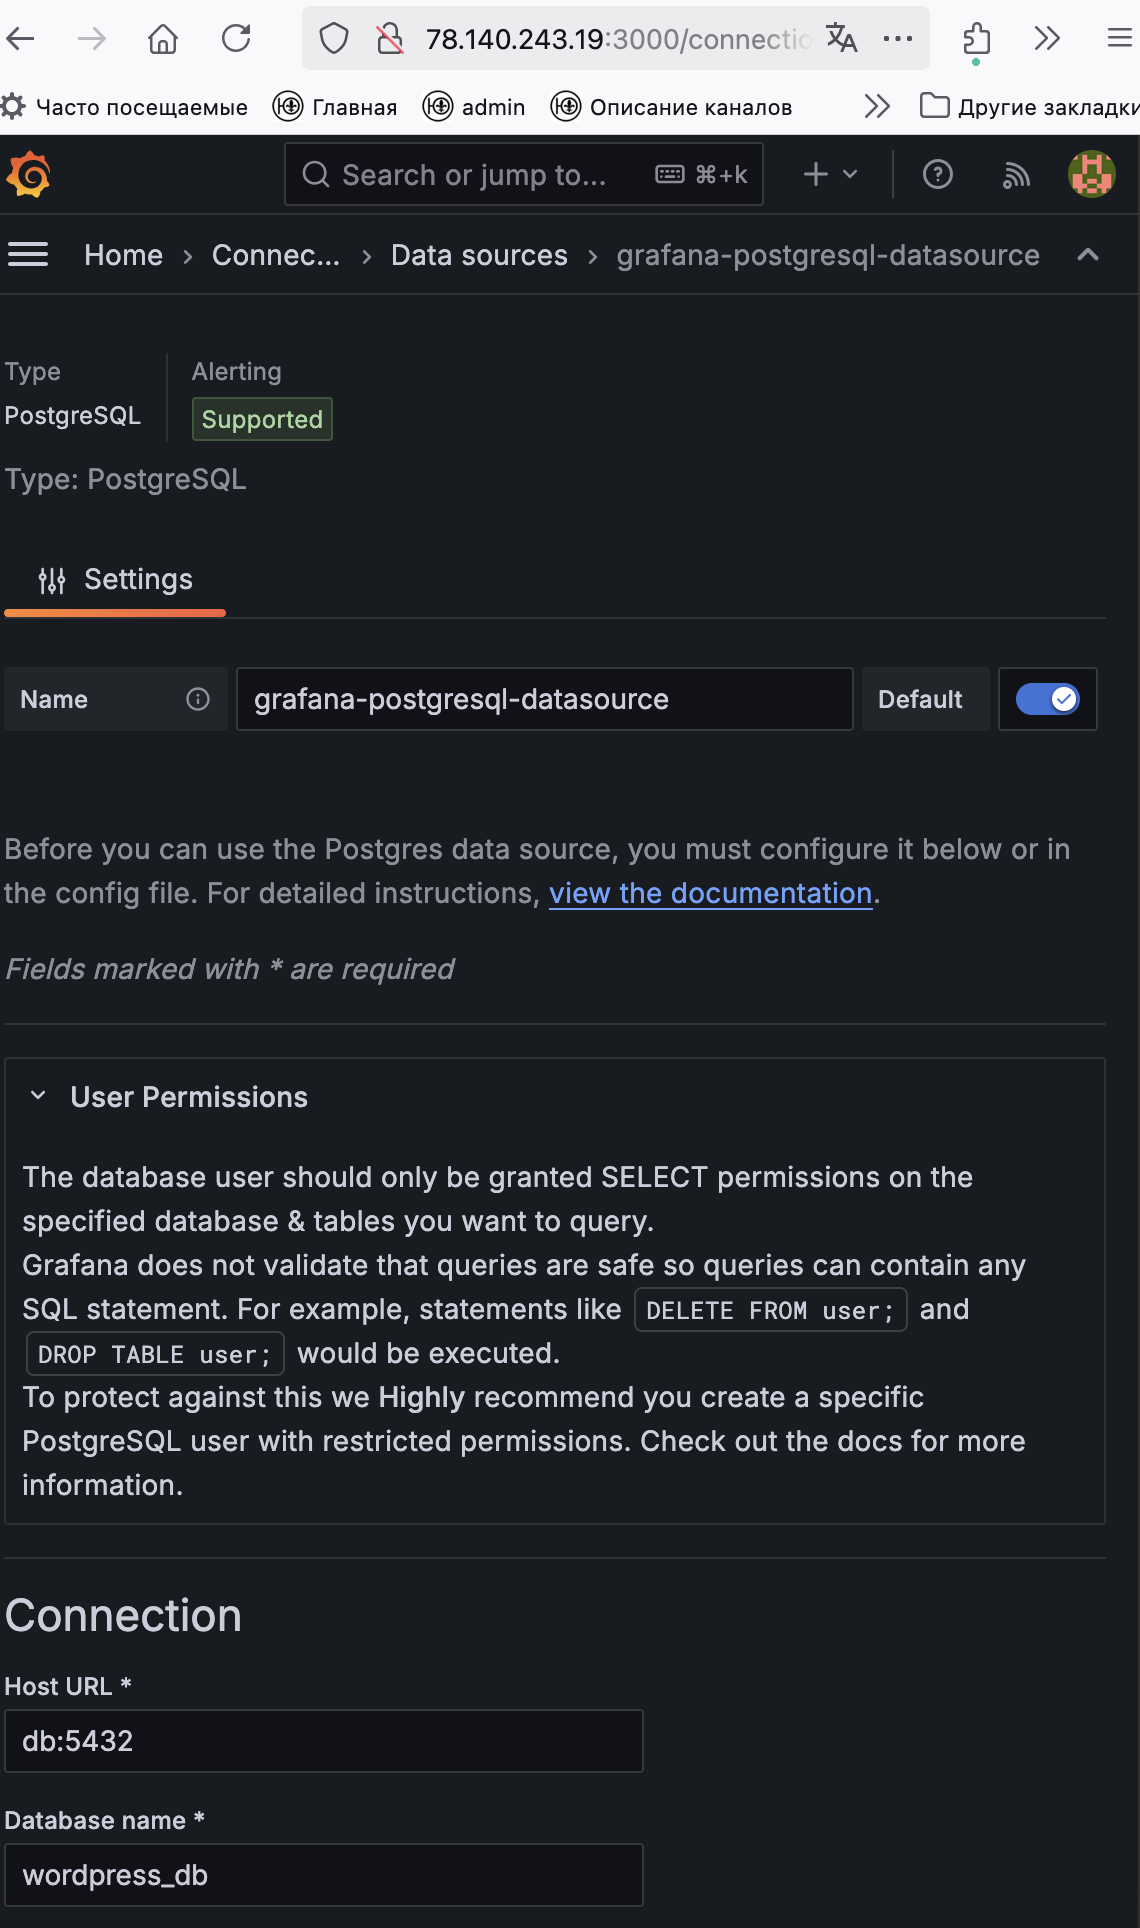 78.140.243.19:3000/connectio
Часто посещаемые Главная admin Описание каналов Другие закладки
Search or jump to... ⌘+k
Home › Connec... › Data sources › grafana-postgresql-datasource
Type Alerting
PostgreSQL Supported
Type: PostgreSQL
Settings
Name grafana-postgresql-datasource Default
Before you can use the Postgres data source, you must configure it below or in
the config file. For detailed instructions, view the documentation.
Fields marked with * are required
User Permissions
The database user should only be granted SELECT permissions on the
specified database & tables you want to query.
Grafana does not validate that queries are safe so queries can contain any
SQL statement. For example, statements like DELETE FROM user; and
DROP TABLE user; would be executed.
To protect against this we Highly recommend you create a specific
PostgreSQL user with restricted permissions. Check out the docs for more
information.
Connection
Host URL *
db:5432
Database name *
wordpress_db